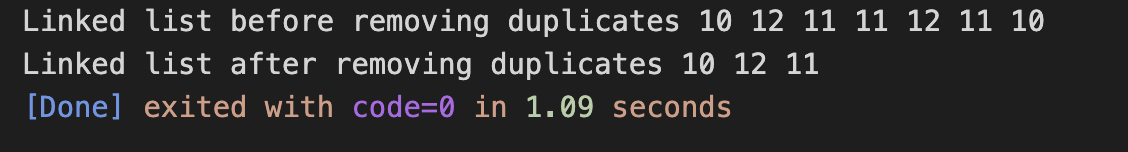 Linked list before removing duplicates 10 12 11 11 12 11 10
Linked list after removing duplicates 10 12 11
[Done] exited with code=0 in 1.09 seconds